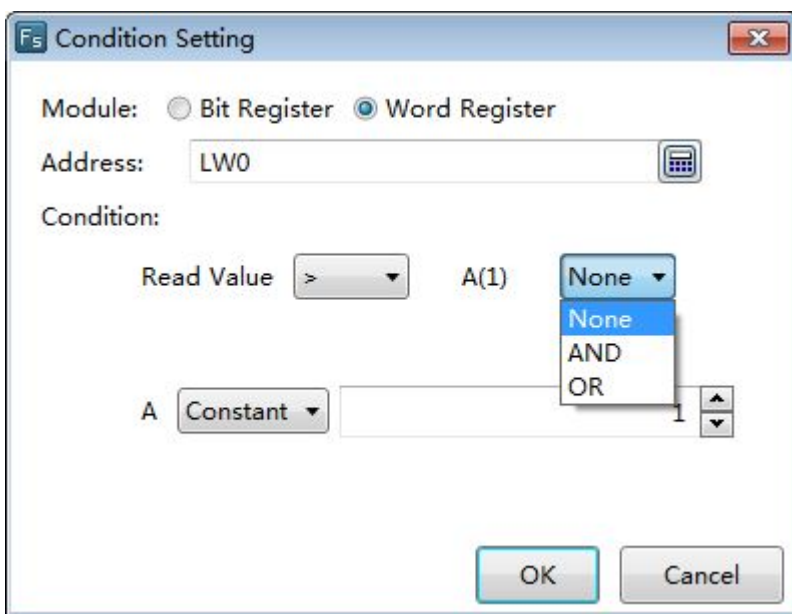 Fs Condition Setting
Module: Bit Register Word Register
Address: LW0
Condition:
Read Value > A(1) None
None
AND
OR
A Constant 1
OK Cancel